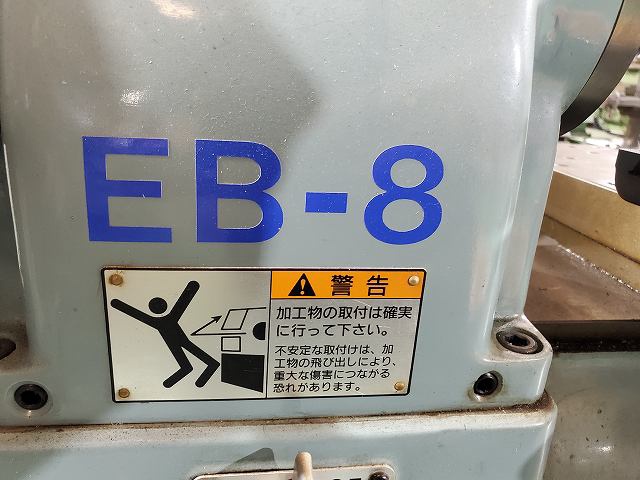 EB-8
警告
加工物の取付は確実
に行って下さい。
不安定な取付けは、加
工物の飛び出しにより、
重大な傷害につながる
恐れがあります。